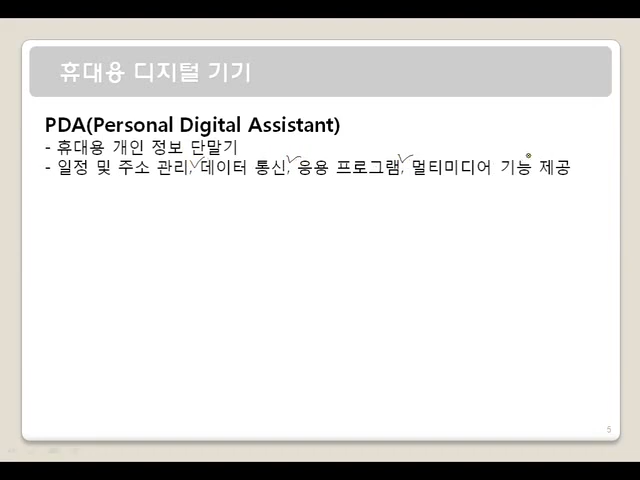 휴대용 디지털 기기
PDA(Personal Digital Assistant)
- 휴대용 개인 정보 단말기
- 일정 및 주소 관리, 데이터 통신, 응용 프로그램, 멀티미디어 기능 제공
5